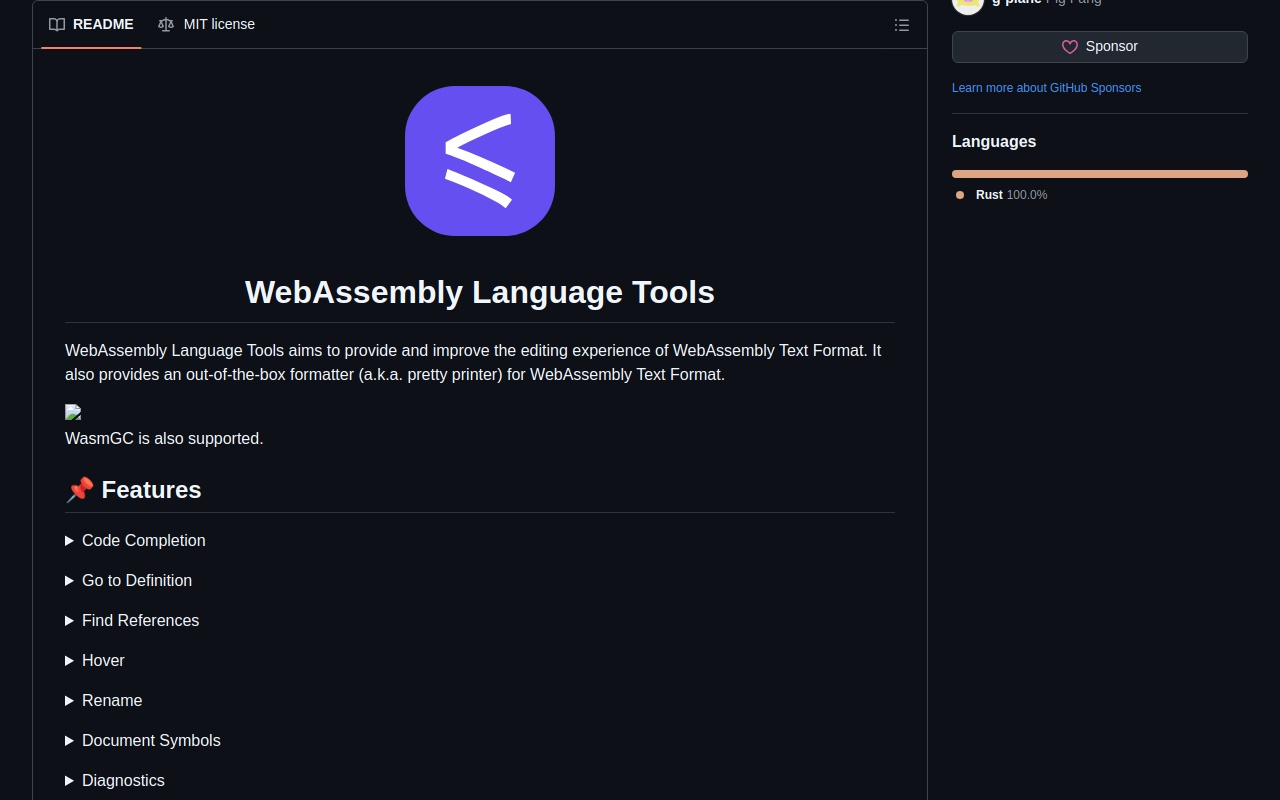 README
MIT license
WebAssembly Language Tools
WebAssembly Language Tools aims to provide and improve the editing experience of WebAssembly Text Format. It
also provides an out-of-the-box formatter (a.k.a. pretty printer) for WebAssembly Text Format.
WasmGC is also supported.
📌 Features
Code Completion
Go to Definition
Find References
Hover
Rename
Document Symbols
Diagnostics
g-plane Pig Fang
Sponsor
Learn more about GitHub Sponsors
Languages
Rust 100.0%